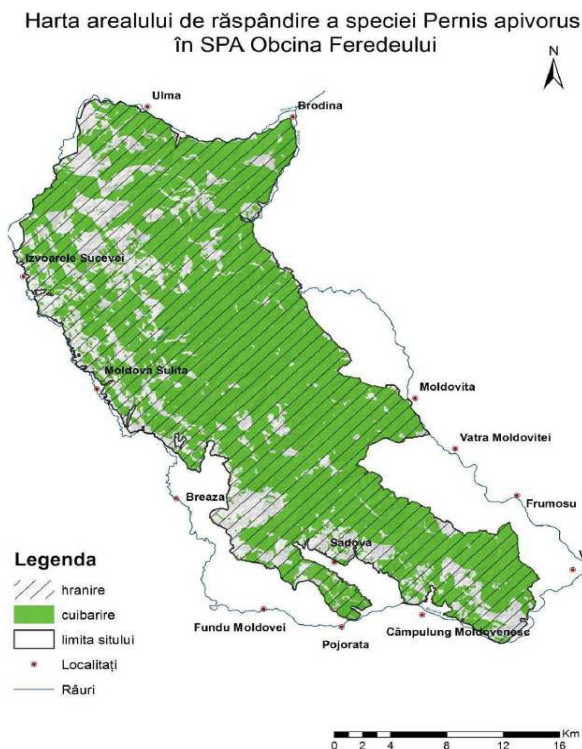 Harta arealului de răspândire a speciei Pernis apivorus
în SPA Obcina Feredeului
N
Ulma
Brodina
Izvoarele Sucevei
Moldova Sulita
Moldovita
Vatra Moldovitei
Breaza
Frumosu
Sadova
V
Fundu Moldovei
Câmpulung Moldovenesc
Pojorata
Legenda
hranire
cuibarire
limita sitului
Localitați
Râuri
Km
0 2 4 8 12 16